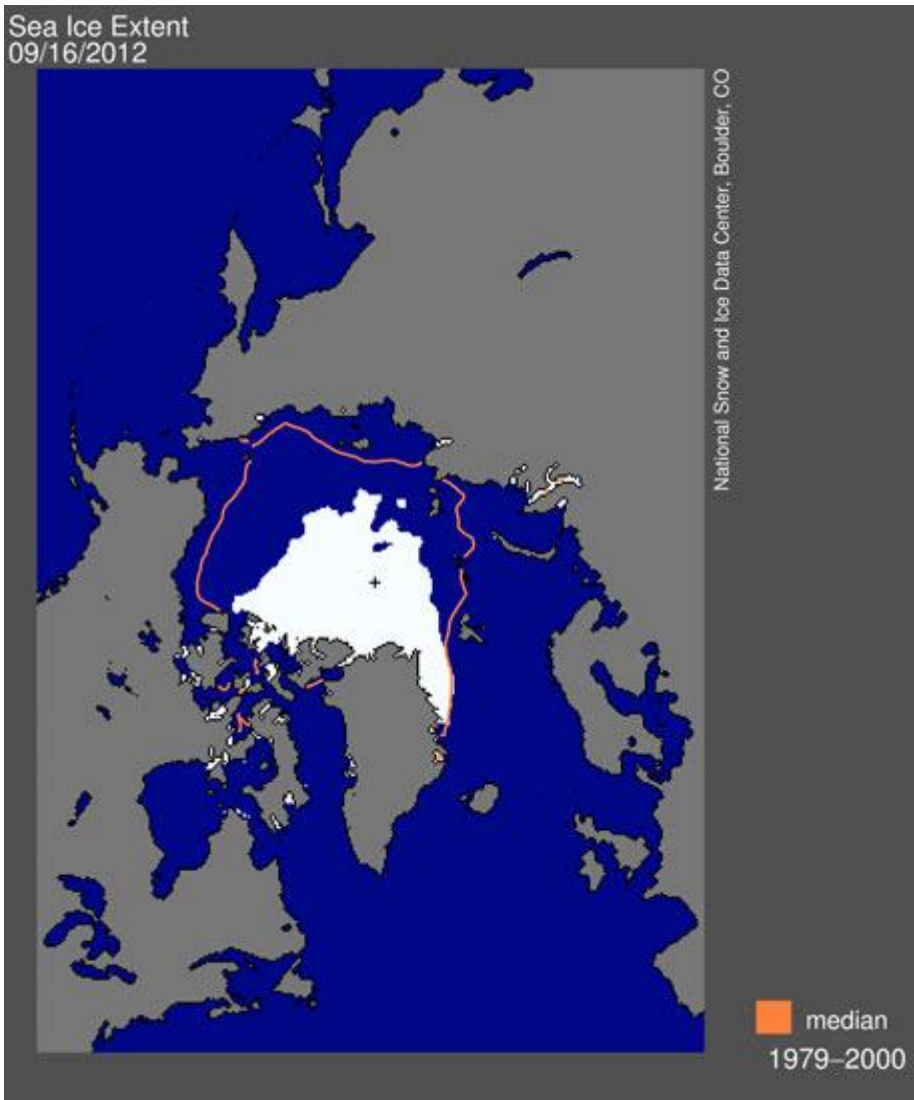 Sea Ice Extent
09/16/2012
National Snow and Ice Data Center, Boulder, CO
median
1979–2000